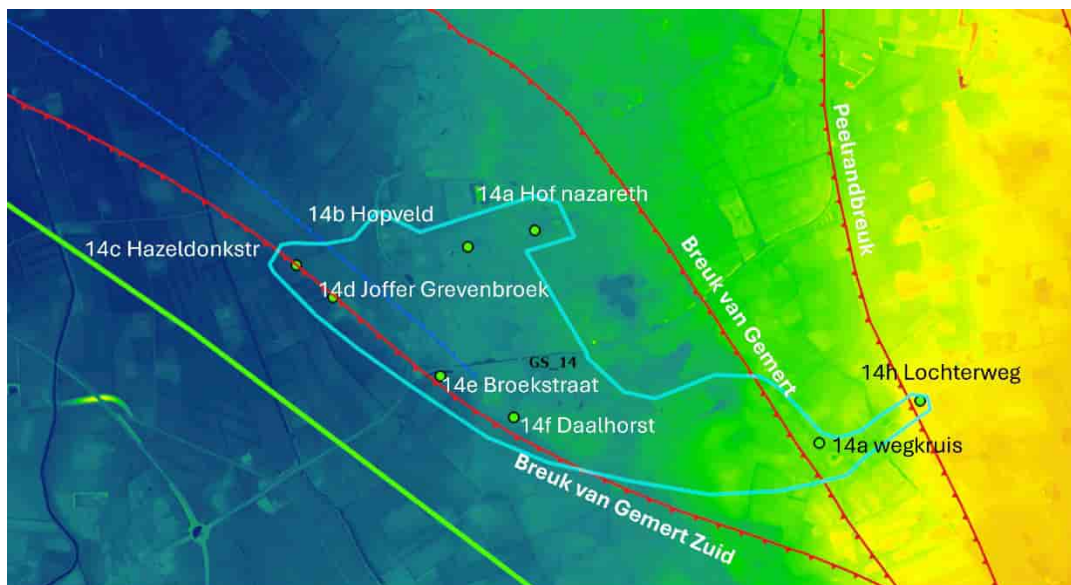 Peelrandbreuk
14a Hof nazareth
14b Hopveld
14c Hazeldonkstr
14d Joffer Grevenbroek
Breuk van Gemert
GS_14
14e Broekstraat
14h Lochterweg
14f Daalhorst
14a wegkruis
Breuk van Gemert Zuid